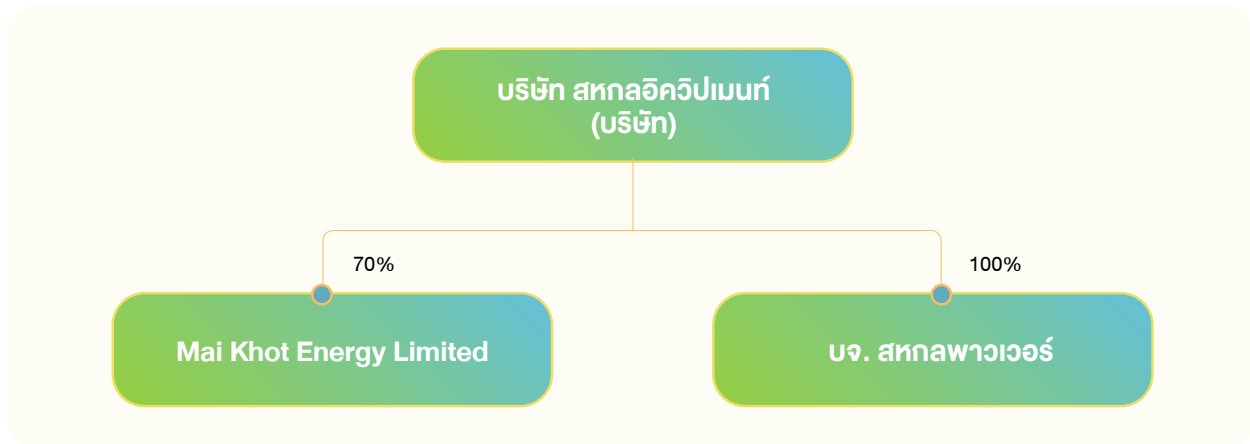 บริษัท สหกลอิควิปเมนท์
(บริษัท)
70%
100%
Mai Khot Energy Limited
บจ. สหกลพาวเวอร์